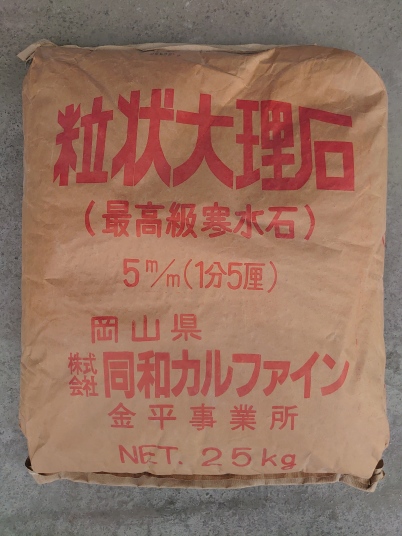 粒状大理石
(最高級寒水石)
5m/m(1分5厘)
岡山県
株式会社 同和カルファイン
金平事業所
NET. 25kg